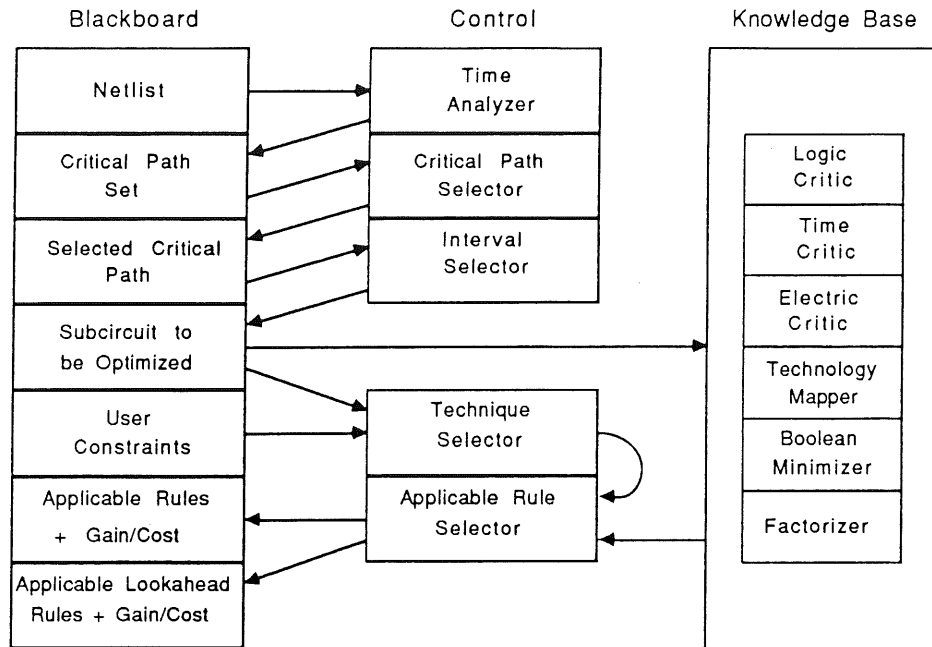 Blackboard
Control
Knowledge Base
Netlist
Critical Path
Set
Selected Critical
Path
Subcircuit to
be Optimized
User
Constraints
Applicable Rules
+ Gain/Cost
Applicable Lookahead
Rules + Gain/Cost
Time
Analyzer
Critical Path
Selector
Interval
Selector
Technique
Selector
Applicable Rule
Selector
Logic
Critic
Time
Critic
Electric
Critic
Technology
Mapper
Boolean
Minimizer
Factorizer